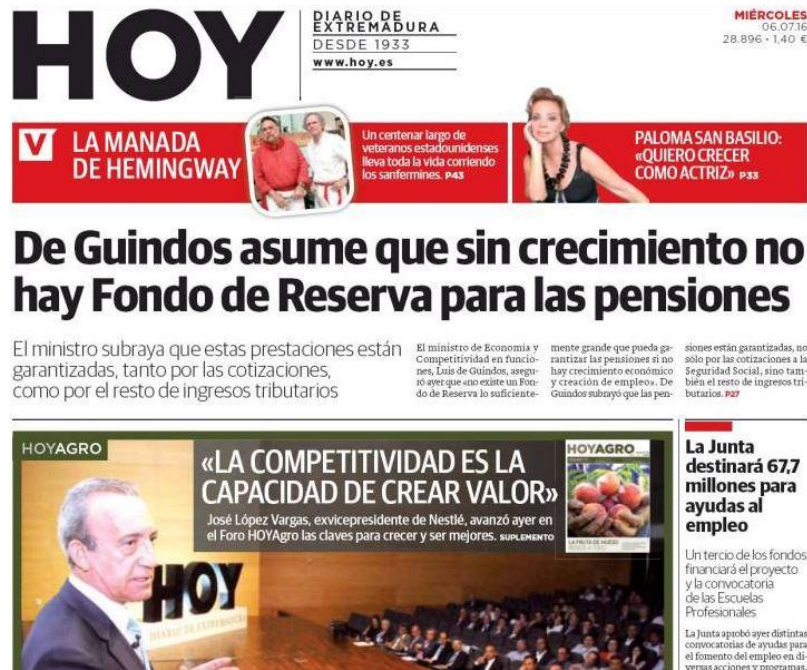 HOY
DIARIO DE
EXTREMADURA
DESDE 1933
www.hoy.es
MIÉRCOLES
06.07.16
28.896 • 1,40 €
V
LA MANADA
DE HEMINGWAY
Un centenar largo de
veteranos estadounidenses
lleva toda la vida corriendo
los sanfermines. P43
PALOMA SAN BASILIO:
«QUIERO CRECER
COMO ACTRIZ» P33
De Guindos asume que sin crecimiento no
hay Fondo de Reserva para las pensiones
El ministro subraya que estas prestaciones están
garantizadas, tanto por las cotizaciones,
como por el resto de ingresos tributarios
El ministro de Economía y
Competitividad en funcio-
nes, Luis de Guindos, asegu-
ró ayer que «no existe un Fon-
do de Reserva lo suficiente-
mente grande que pueda ga-
rantizar las pensiones si no
hay crecimiento económico
y creación de empleo». De
Guindos subrayó que las pen-
siones están garantizadas, no
sólo por las cotizaciones a la
Seguridad Social, sino tam-
bién el resto de ingresos tri-
butarios. P27
HOYAGRO
«LA COMPETITIVIDAD ES LA
CAPACIDAD DE CREAR VALOR»
José López Vargas, exvicepresidente de Nestlé, avanzó ayer en
el Foro HOYAgro las claves para crecer y ser mejores. SUPLEMENTO
HOYAGRO
LA FRUTA DE HUESO
HOY
DIARIO DE EXTREMADURA
La Junta
destinará 67,7
millones para
ayudas al
empleo
Un tercio de los fondos
financiará el proyecto
y la convocatoria
de las Escuelas
Profesionales
La Junta aprobó ayer distintas
convocatorias de ayudas para
el fomento del empleo en di-
versas acciones y programas